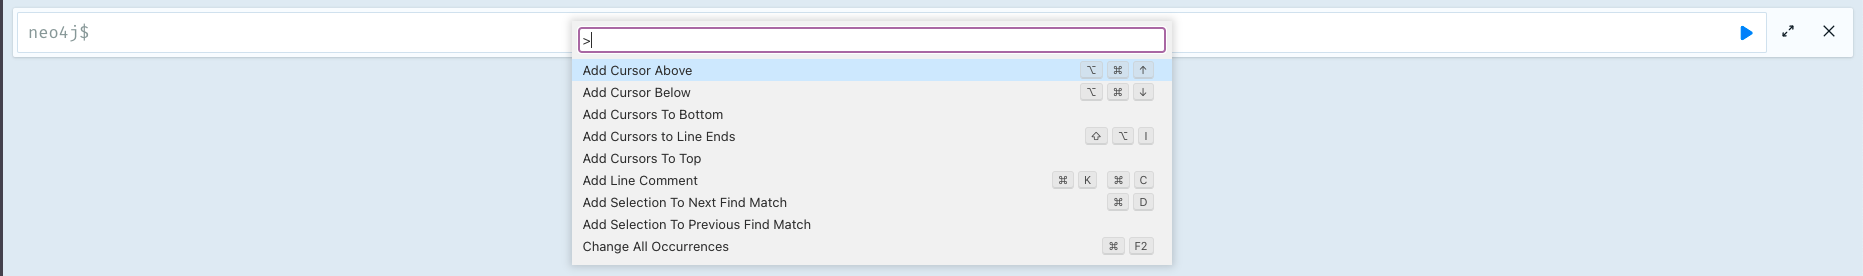 neo4j$
>
Add Cursor Above ⌥ ⌘ ↑
Add Cursor Below ⌥ ⌘ ↓
Add Cursors To Bottom
Add Cursors to Line Ends ⇧ ⌥ I
Add Cursors To Top
Add Line Comment ⌘ K ⌘ C
Add Selection To Next Find Match ⌘ D
Add Selection To Previous Find Match
Change All Occurrences ⌘ F2